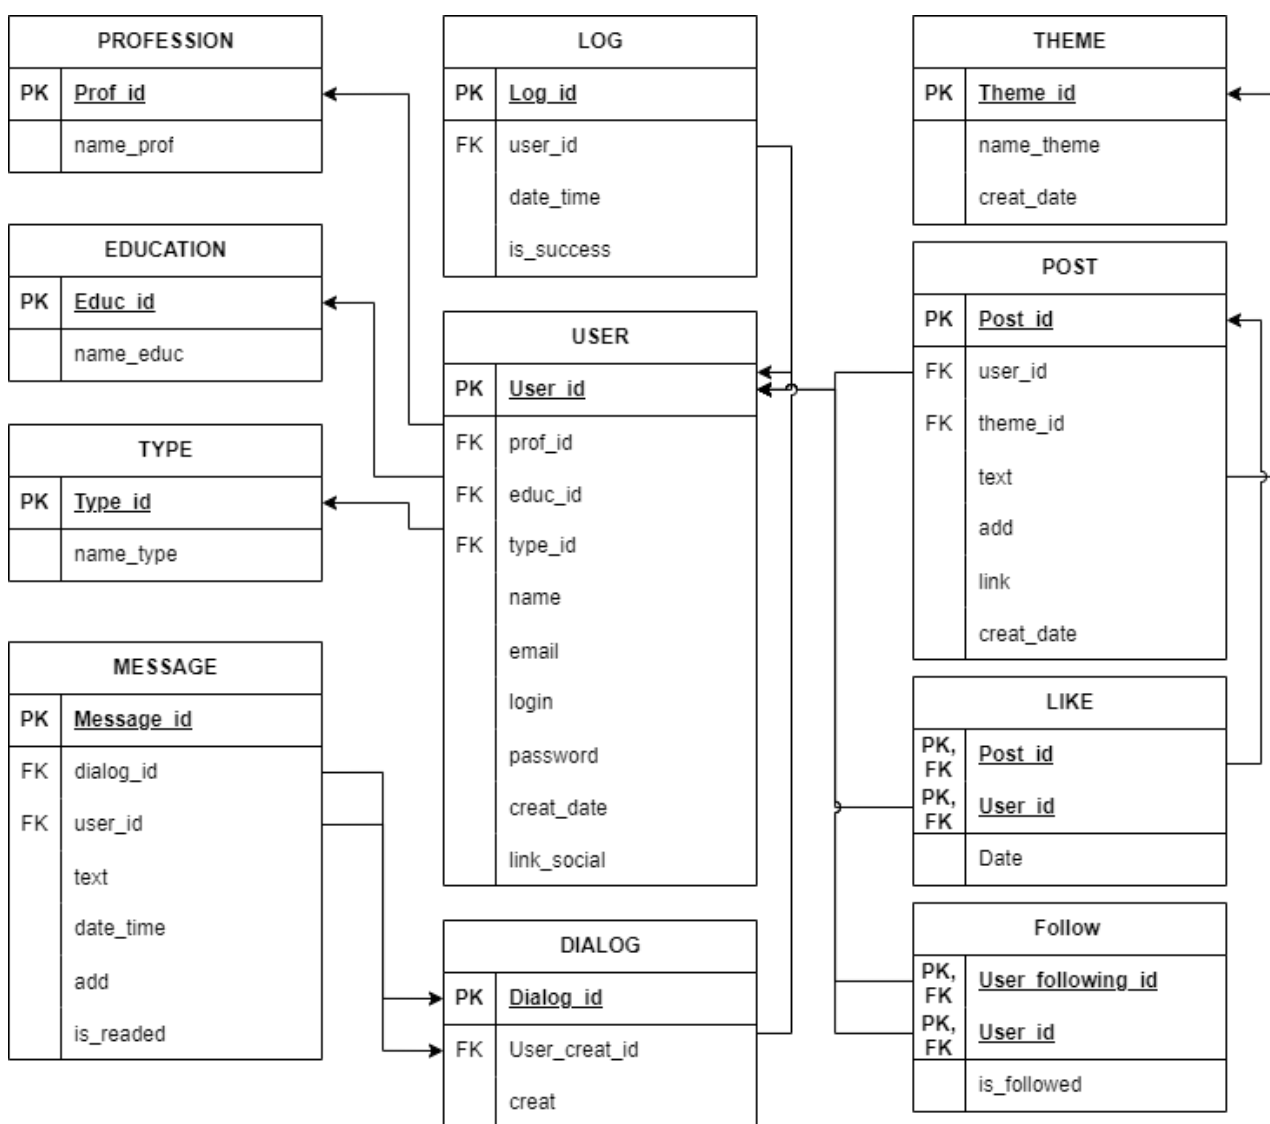 PROFESSION
PK Prof_id
name_prof
EDUCATION
PK Educ_id
name_educ
TYPE
PK Type_id
name_type
MESSAGE
PK Message_id
FK dialog_id
FK user_id
text
date_time
add
is_readed
LOG
PK Log_id
FK user_id
date_time
is_success
USER
PK User_id
FK prof_id
FK educ_id
FK type_id
name
email
login
password
creat_date
link_social
DIALOG
PK Dialog_id
FK User_creat_id
creat
THEME
PK Theme_id
name_theme
creat_date
POST
PK Post_id
FK user_id
FK theme_id
text
add
link
creat_date
LIKE
PK, FK Post_id
PK, FK User_id
Date
Follow
PK, FK User_following_id
PK, FK User_id
is_followed